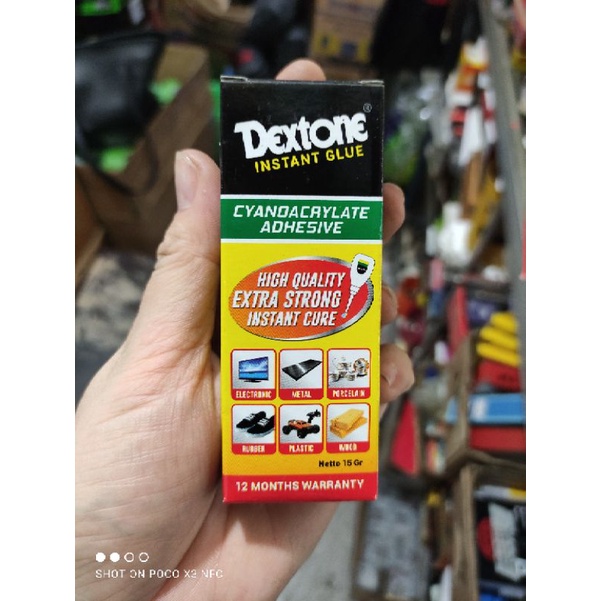 DEXTONE®
INSTANT GLUE
CYANOACRYLATE
ADHESIVE
HIGH QUALITY
EXTRA STRONG
INSTANT CURE
ELECTRONIC METAL PORCELAIN
RUBBER PLASTIC WOOD
Netto 15 Gr
12 MONTHS WARRANTY
SHOT ON POCO X3 NFC